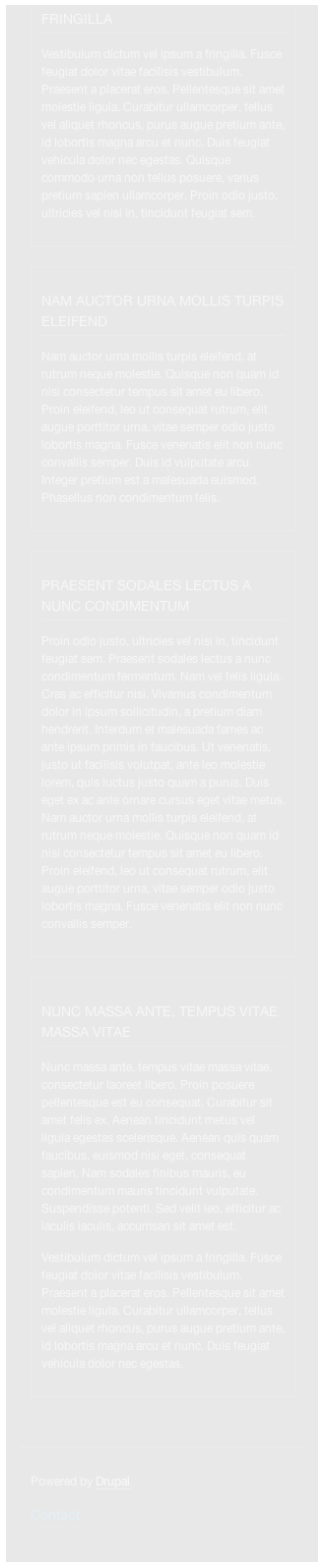 FRINGILLA
Vestibulum dictum vel ipsum a fringilla. Fusce
feugiat dolor vitae facilisis vestibulum.
Praesent a placerat eros. Pellentesque sit amet
molestie ligula. Curabitur ullamcorper, tellus
vel aliquet rhoncus, purus augue pretium ante,
id lobortis magna arcu et nunc. Duis feugiat
vehicula dolor nec egestas. Quisque
commodo urna non tellus posuere, varius
pretium sapien ullamcorper. Proin odio justo,
ultricies vel nisl in, tincidunt feugiat sem.
NAM AUCTOR URNA MOLLIS TURPIS
ELEIFEND
Nam auctor urna mollis turpis eleifend, at
rutrum neque molestie. Quisque non quam id
nisi consectetur tempus sit amet eu libero.
Proin eleifend, leo ut consequat rutrum, elit
augue porttitor urna, vitae semper odio justo
lobortis magna. Fusce venenatis elit non nunc
convallis semper. Duis id vulputate arcu.
Integer pretium est a malesuada euismod.
Phasellus non condimentum felis.
PRAESENT SODALES LECTUS A
NUNC CONDIMENTUM
Proin odio justo, ultricies vel nisl in, tincidunt
feugiat sem. Praesent sodales lectus a nunc
condimentum fermentum. Nam vel felis ligula.
Cras ac efficitur nisl. Vivamus condimentum
dolor in ipsum sollicitudin, a pretium diam
hendrerit. Interdum et malesuada fames ac
ante ipsum primis in faucibus. Ut venenatis,
justo ut facilisis volutpat, ante leo molestie
lorem, quis luctus justo quam a purus. Duis
eget ex ac ante ornare cursus eget vitae metus.
Nam auctor urna mollis turpis eleifend, at
rutrum neque molestie. Quisque non quam id
nisi consectetur tempus sit amet eu libero.
Proin eleifend, leo ut consequat rutrum, elit
augue porttitor urna, vitae semper odio justo
lobortis magna. Fusce venenatis elit non nunc
convallis semper.
NUNC MASSA ANTE, TEMPUS VITAE
MASSA VITAE
Nunc massa ante, tempus vitae massa vitae,
consectetur laoreet libero. Proin posuere
pellentesque est eu consequat. Curabitur sit
amet felis ex. Aenean tincidunt metus vel
ligula egestas scelerisque. Aenean quis quam
faucibus, euismod nisl eget, consequat
sapien. Nam sodales finibus mauris, eu
condimentum mauris tincidunt vulputate.
Suspendisse potenti. Sed velit leo, efficitur ac
iaculis iaculis, accumsan sit amet est.
Vestibulum dictum vel ipsum a fringilla. Fusce
feugiat dolor vitae facilisis vestibulum.
Praesent a placerat eros. Pellentesque sit amet
molestie ligula. Curabitur ullamcorper, tellus
vel aliquet rhoncus, purus augue pretium ante,
id lobortis magna arcu et nunc. Duis feugiat
vehicula dolor nec egestas.
Powered by Drupal
Contact